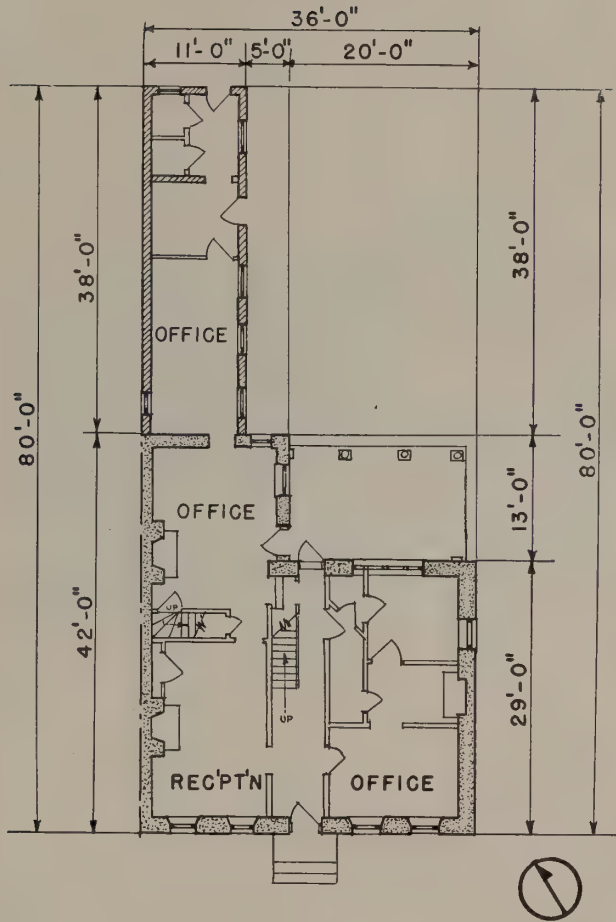 36'-0"
11'-0" 5'-0" 20'-0"
38'-0"
38'-0"
80'-0"
80'-0"
OFFICE
OFFICE
13'-0"
42'-0"
UP
29'-0"
UP
REC'PT'N
OFFICE